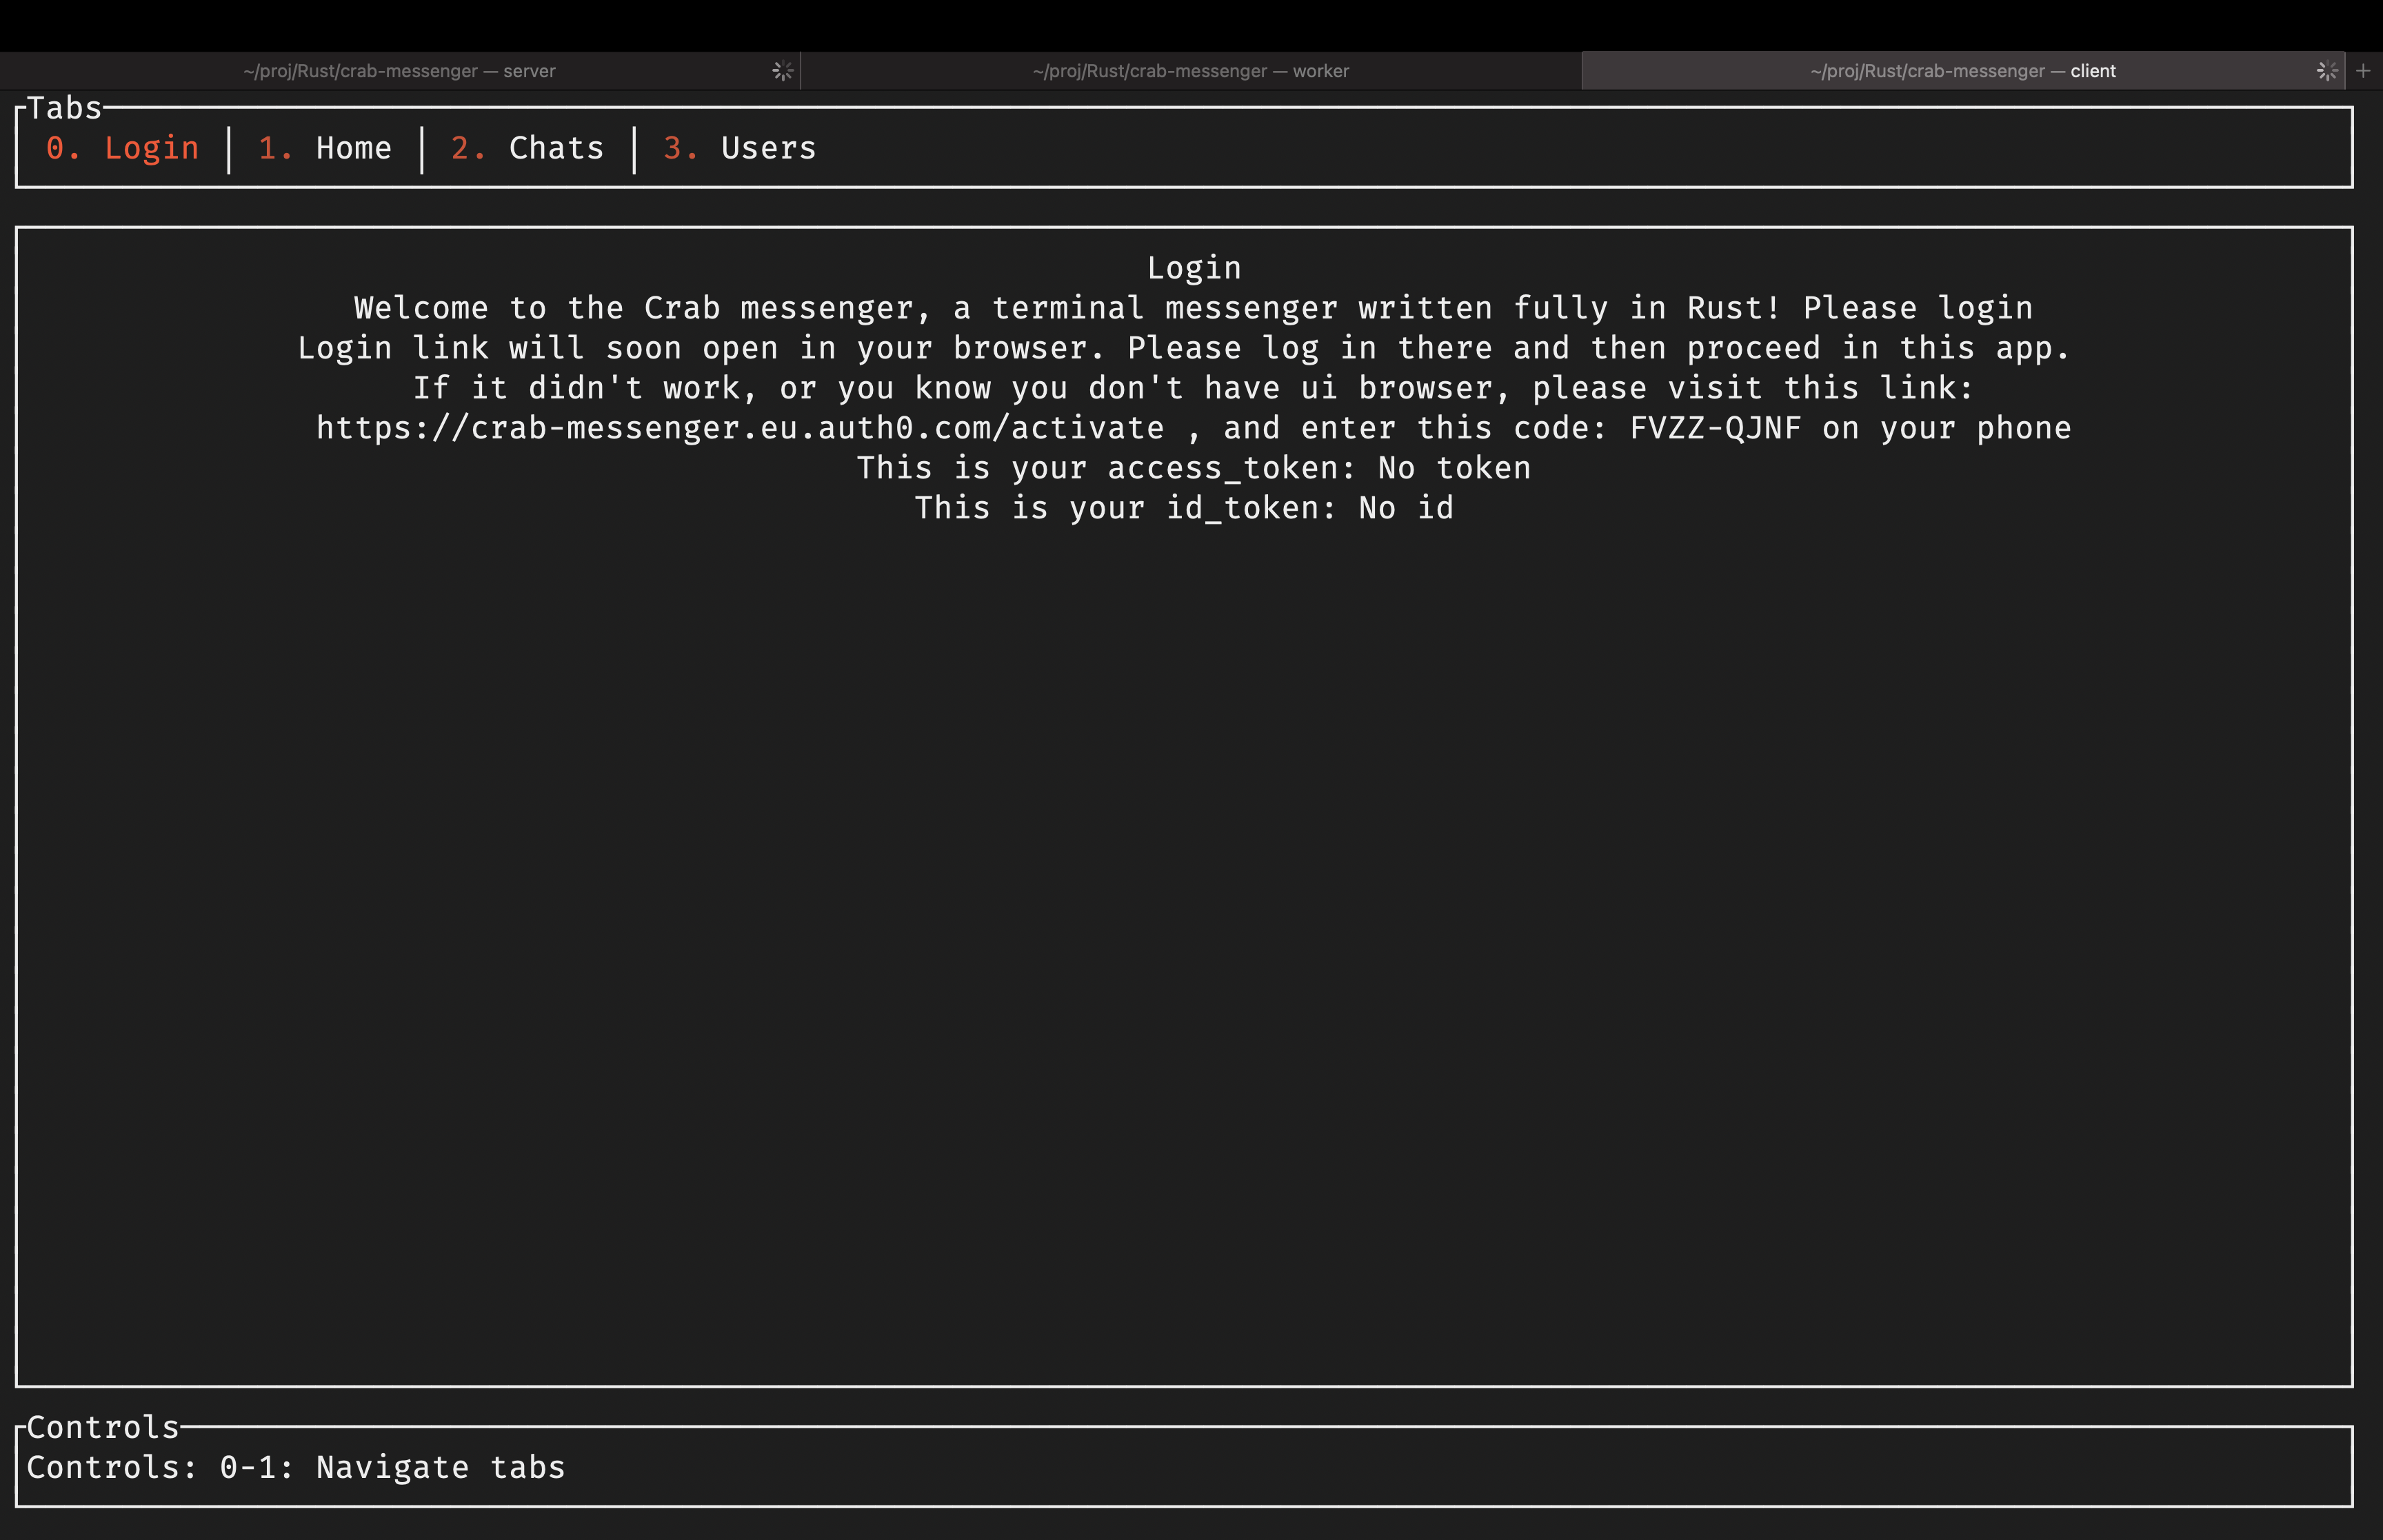 ~/proj/Rust/crab-messenger — server
~/proj/Rust/crab-messenger — worker
~/proj/Rust/crab-messenger — client
Tabs
0. Login | 1. Home | 2. Chats | 3. Users
Login
Welcome to the Crab messenger, a terminal messenger written fully in Rust! Please login
Login link will soon open in your browser. Please log in there and then proceed in this app.
If it didn't work, or you know you don't have ui browser, please visit this link:
https://crab-messenger.eu.auth0.com/activate , and enter this code: FVZZ-QJNF on your phone
This is your access_token: No token
This is your id_token: No id
Controls
Controls: 0-1: Navigate tabs